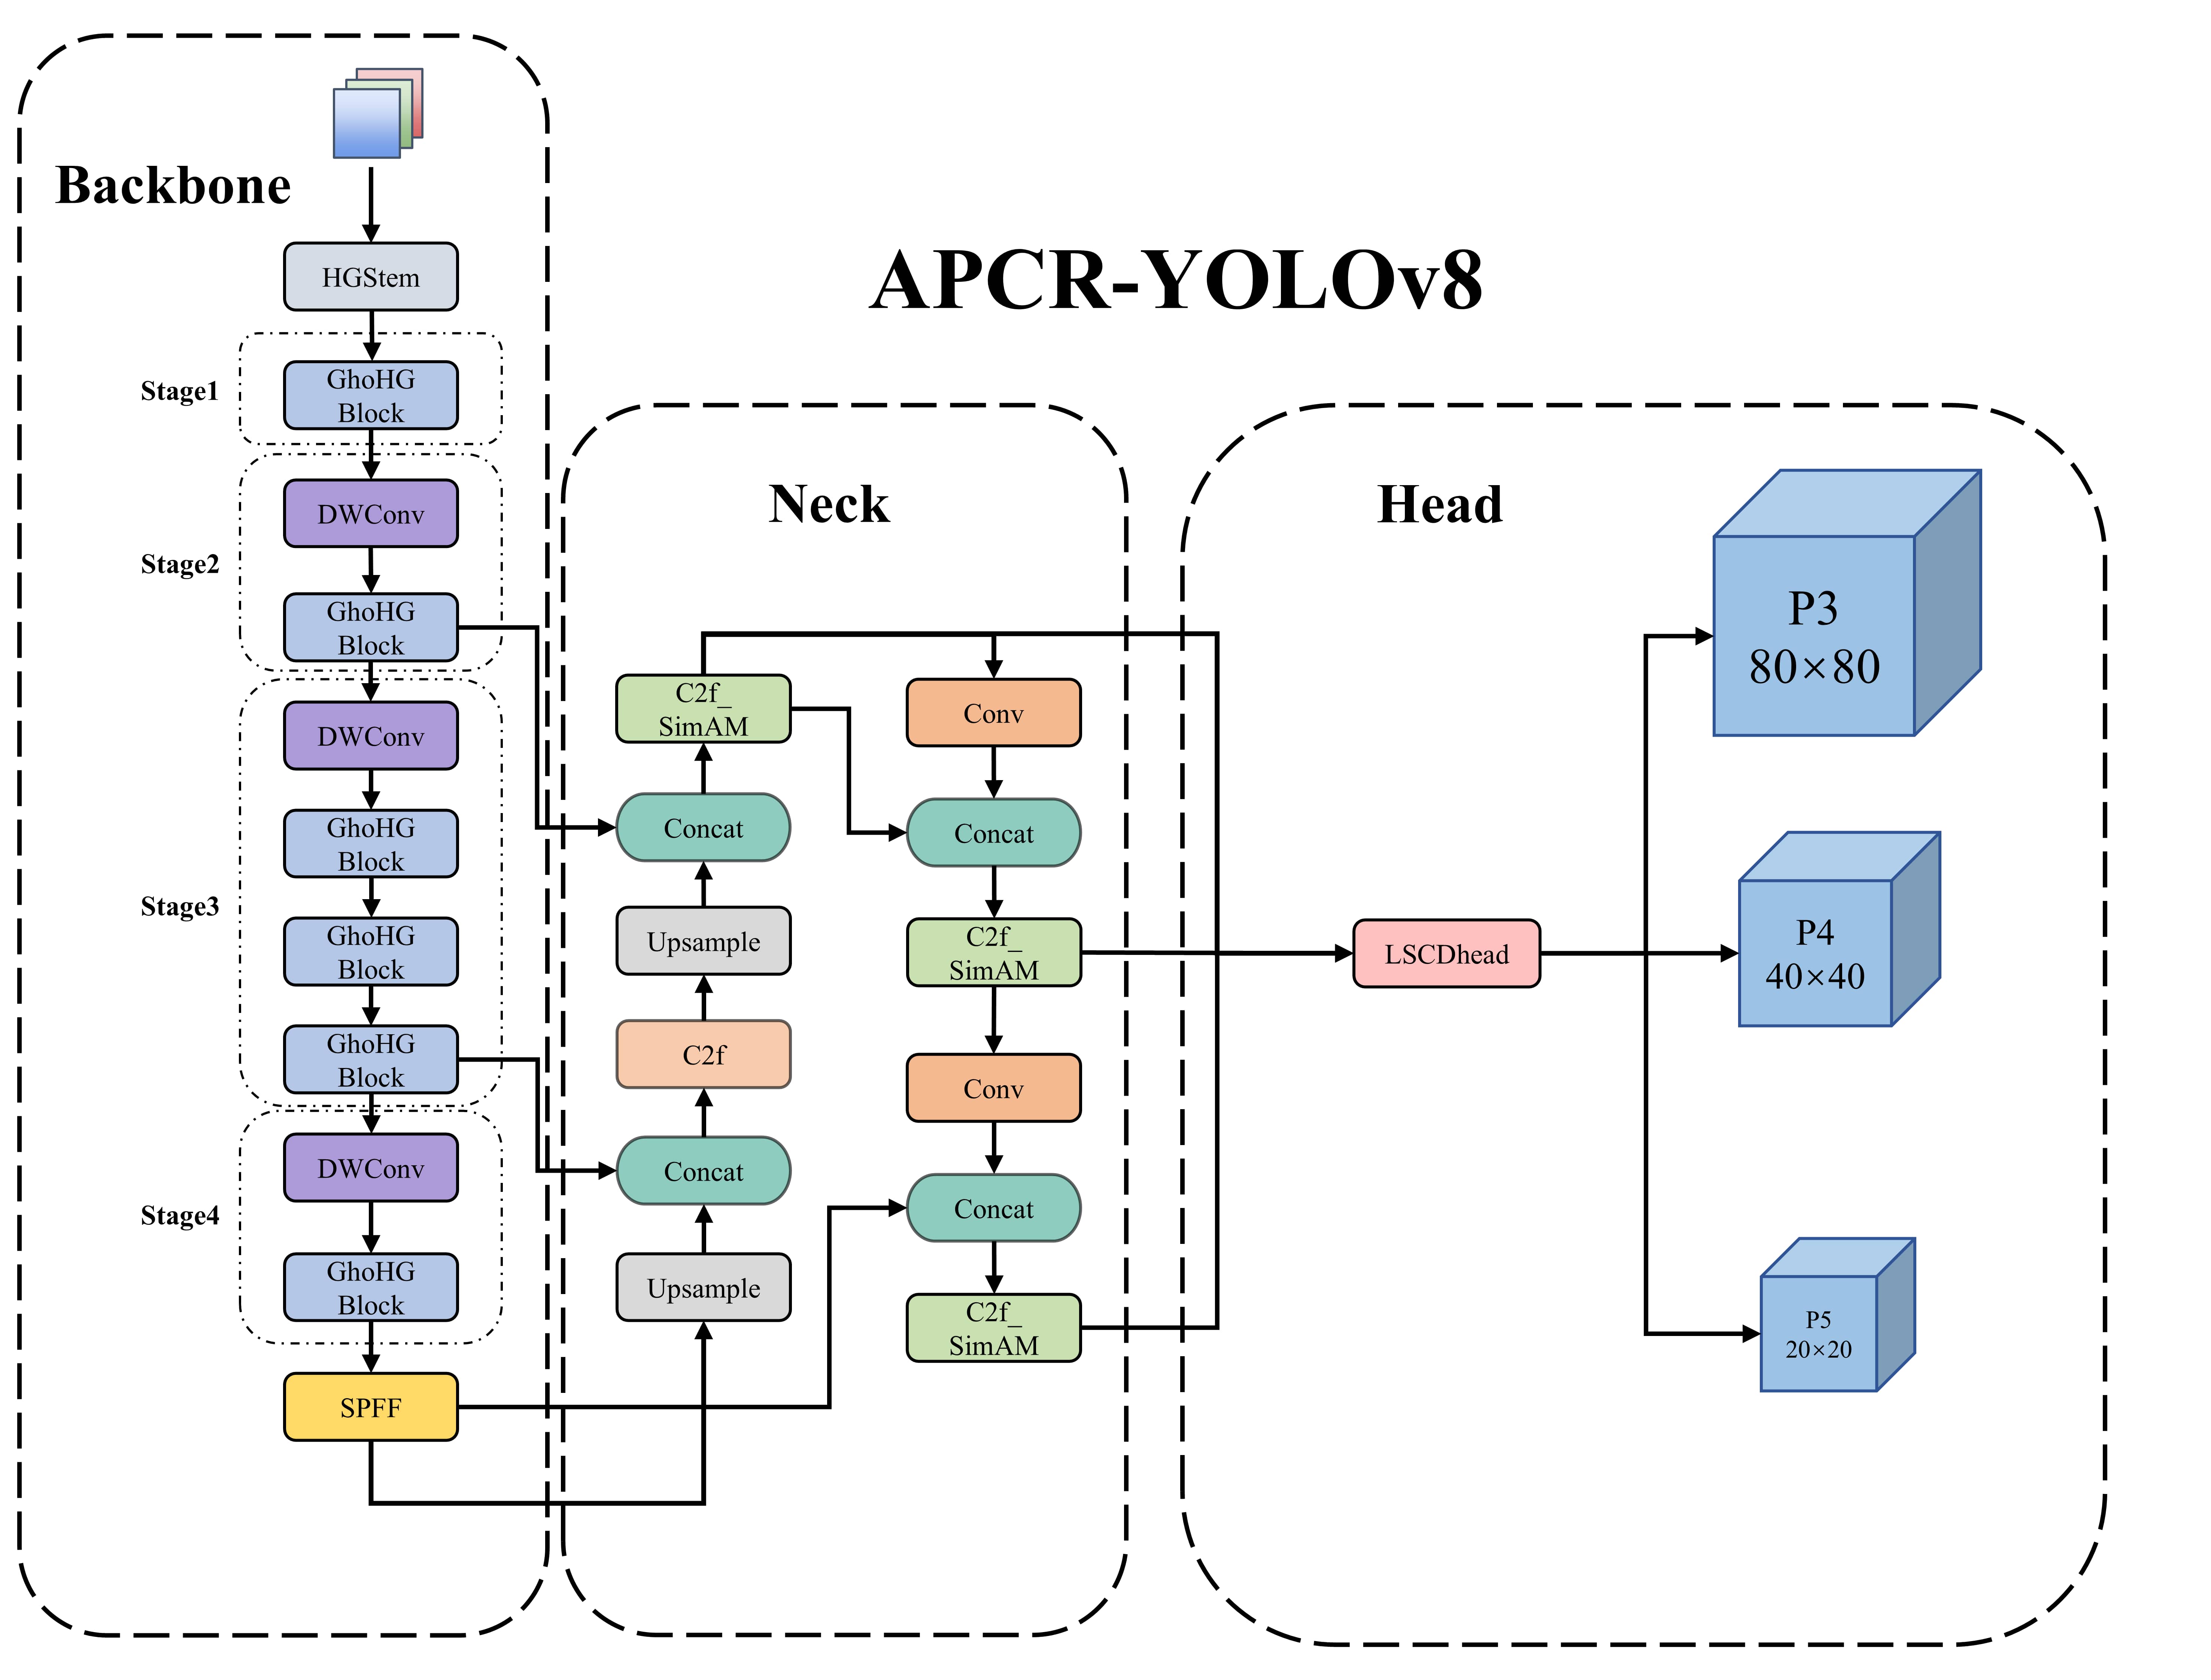 APCR-YOLOv8
Backbone
HGStem
Stage1
GhoHG
Block
Stage2
DWConv
GhoHG
Block
Stage3
DWConv
GhoHG
Block
GhoHG
Block
GhoHG
Block
Stage4
DWConv
GhoHG
Block
SPFF
Neck
C2f_
SimAM
Concat
Upsample
C2f
Concat
Upsample
Conv
Concat
C2f_
SimAM
Conv
Concat
C2f_
SimAM
Head
LSCDhead
P3
80×80
P4
40×40
P5
20×20